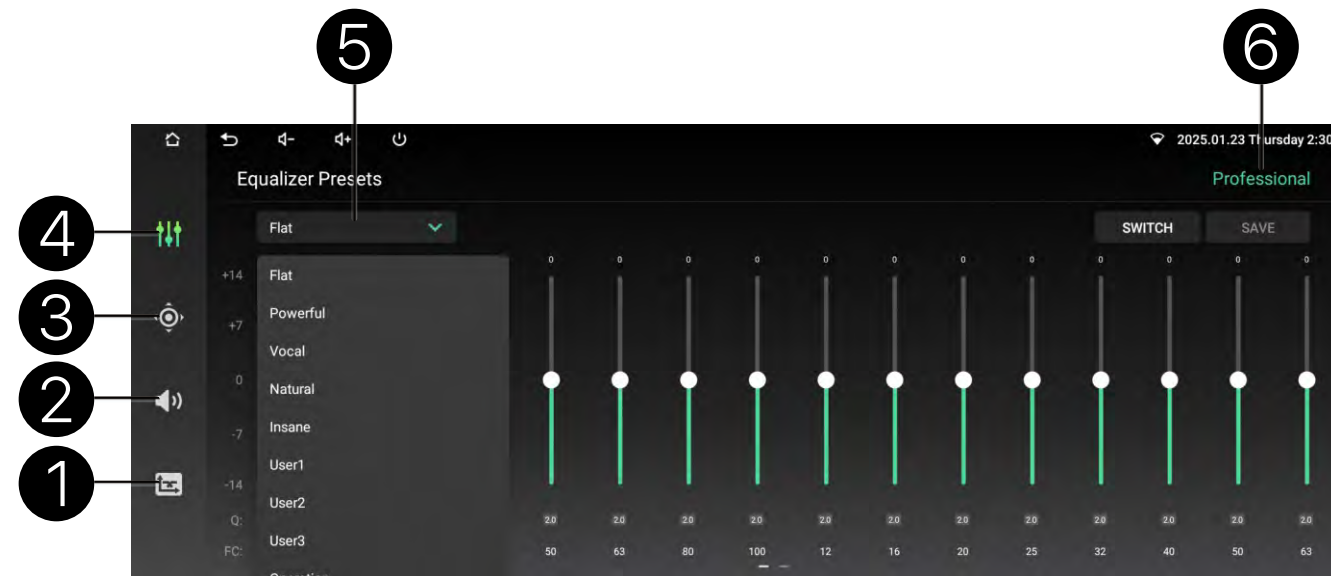 5 6
2025.01.23 Thursday 2:30
Equalizer Presets Professional
4 Flat SWITCH SAVE
0 0 0 0 0 0 0 0 0 0 0 0
+14 Flat
Powerful
3 +7
Vocal
0 Natural
2
-7 Insane
User1
1 -14
User2
Q: 2.0 2.0 2.0 2.0 2.0 2.0 2.0 2.0 2.0 2.0 2.0 2.0
User3
FC: 50 63 80 100 12 16 20 25 32 40 50 63